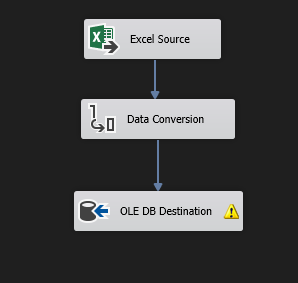 Excel Source
Data Conversion
OLE DB Destination